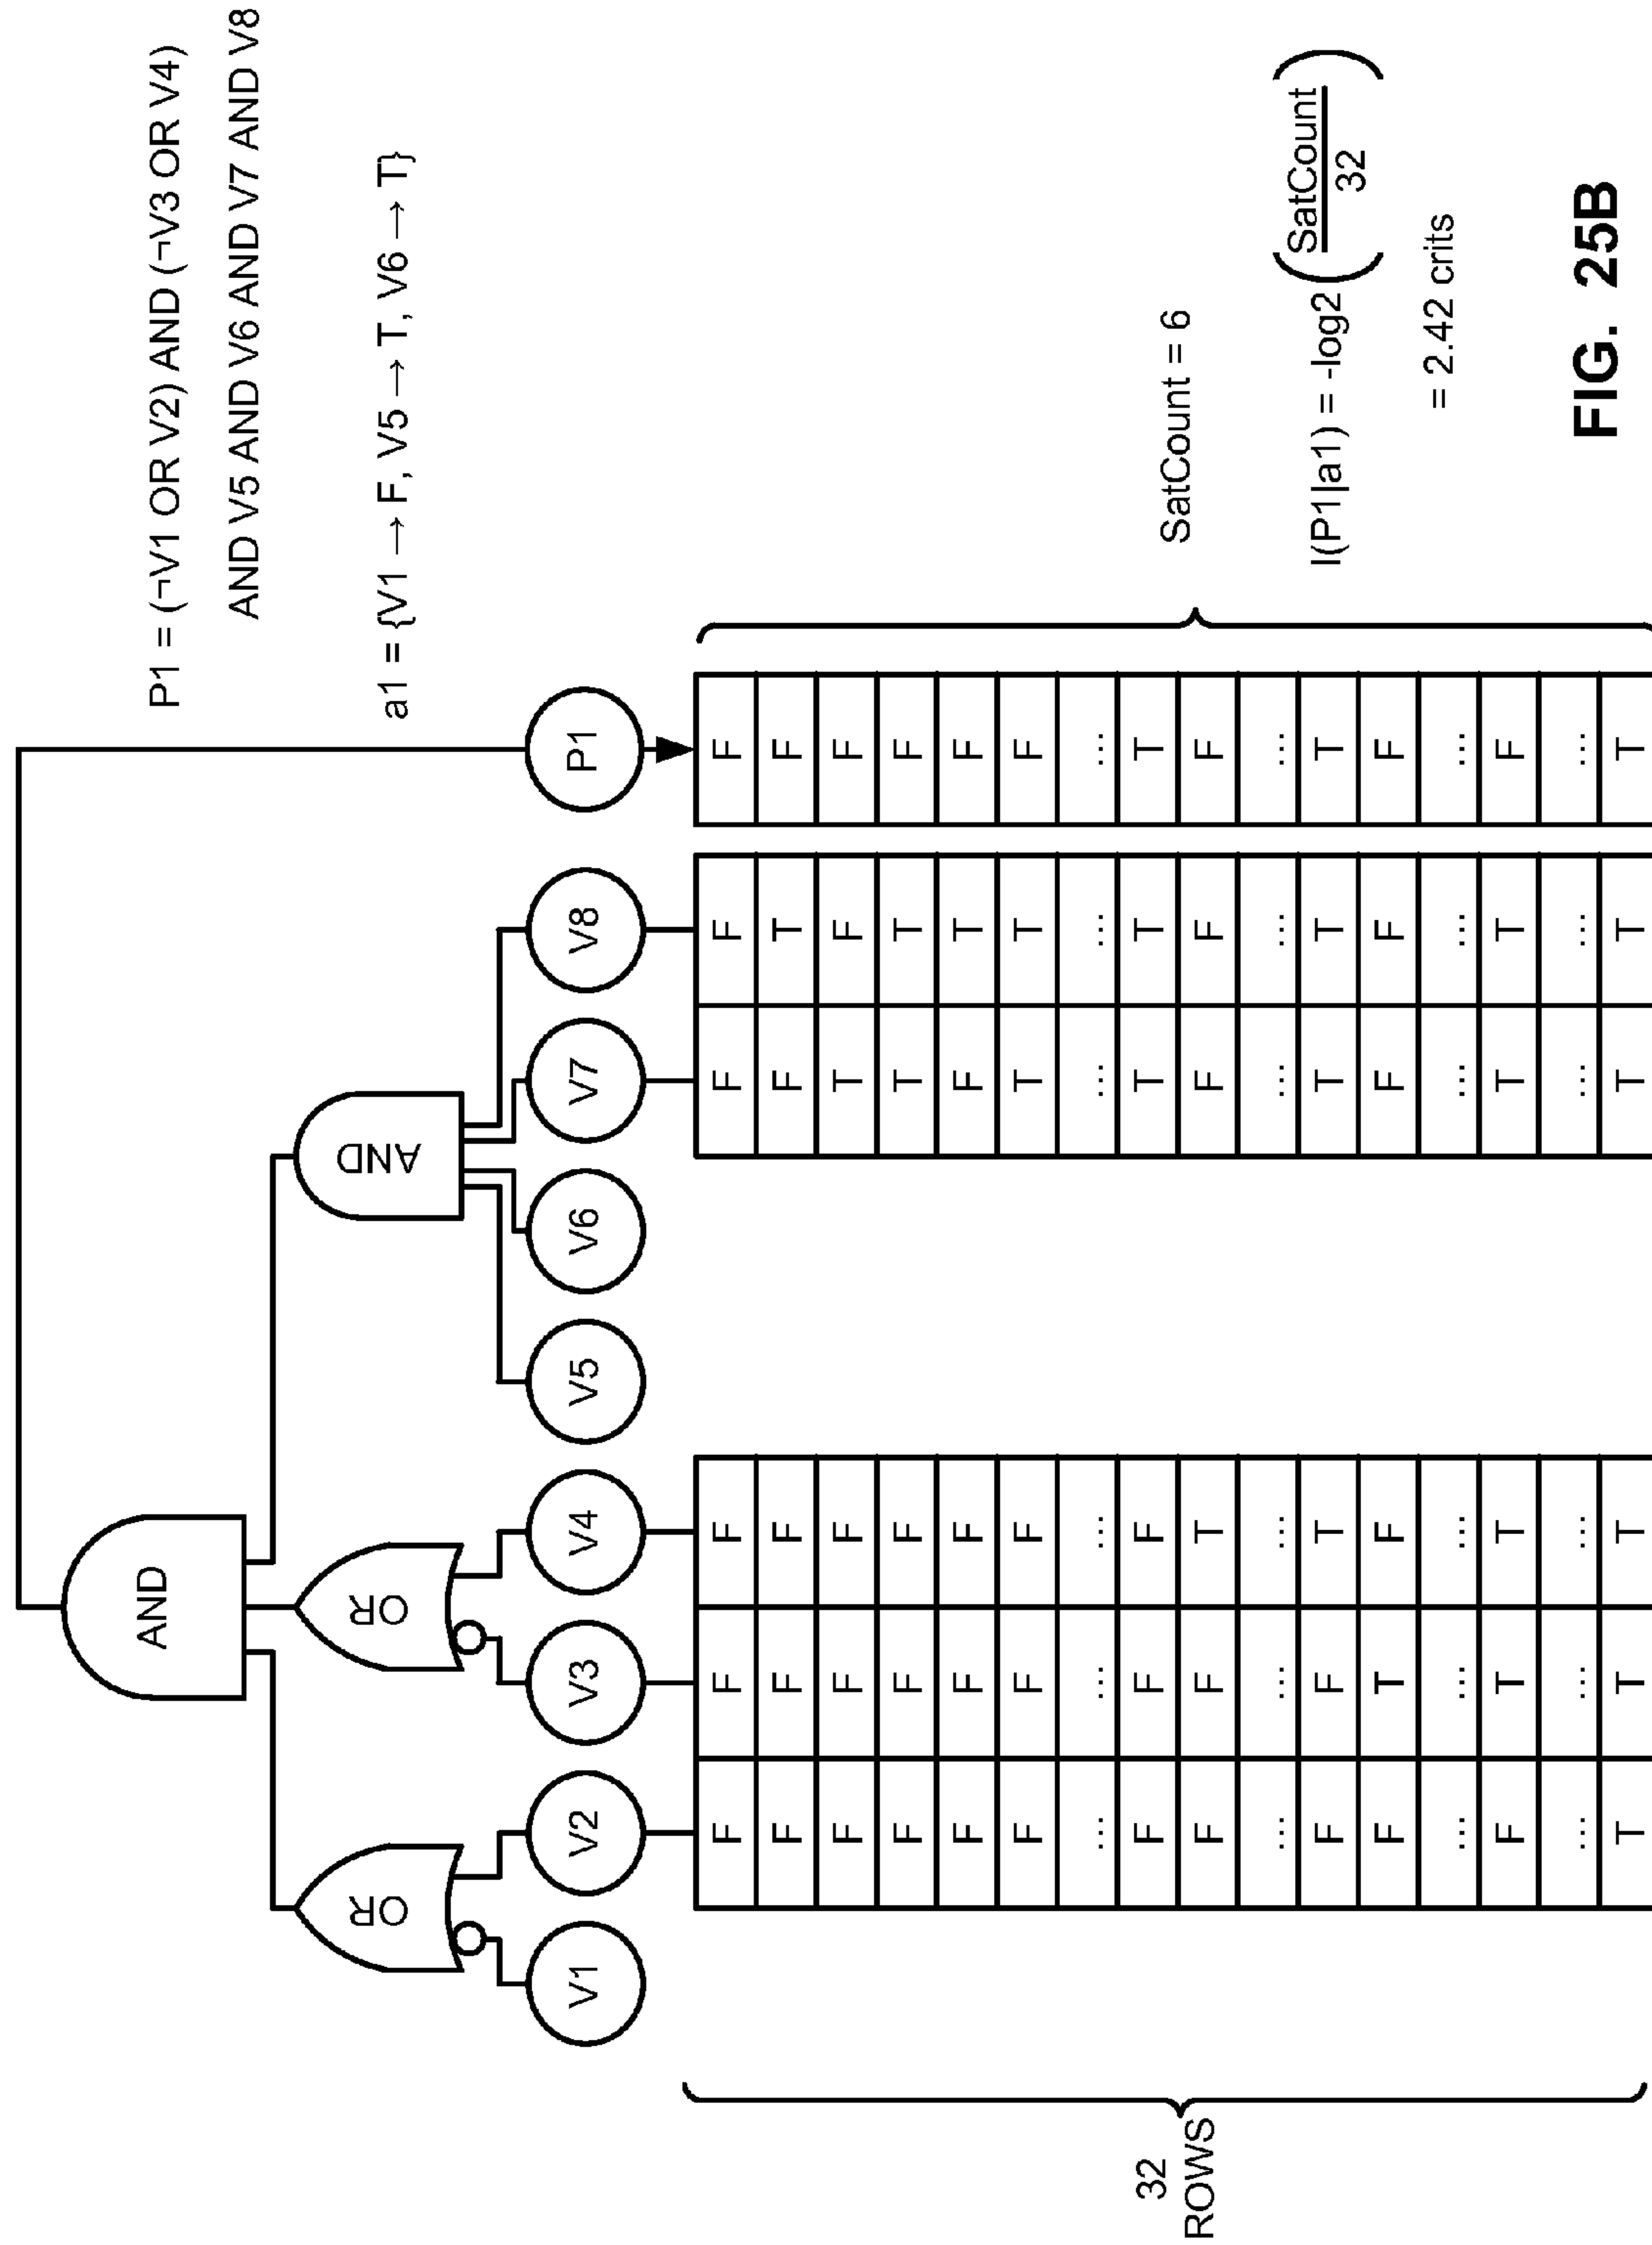 P1 = (¬V1 OR V2) AND (¬V3 OR V4)
AND V5 AND V6 AND V7 AND V8
AND
OR OR AND
a1 = {V1 → F, V5 → T, V6 → T}
V1 V2 V3 V4 V5 V6 V7 V8 P1
F F F F F F
F F F F T F
F F F T F F
F F F T T F
F F F F T F
F F F T T F
... ... ... ... ... ...
F F F T T T
F F T F F F
... ... ... ... ... ...
F F T T T T
F T F F F F
... ... ... ... ... ...
F T T T T F
... ... ... ... ... ...
T T T T T T
32
ROWS
SatCount = 6
I(P1|a1) = -log2 (SatCount
32)
= 2.42 crits
FIG. 25B